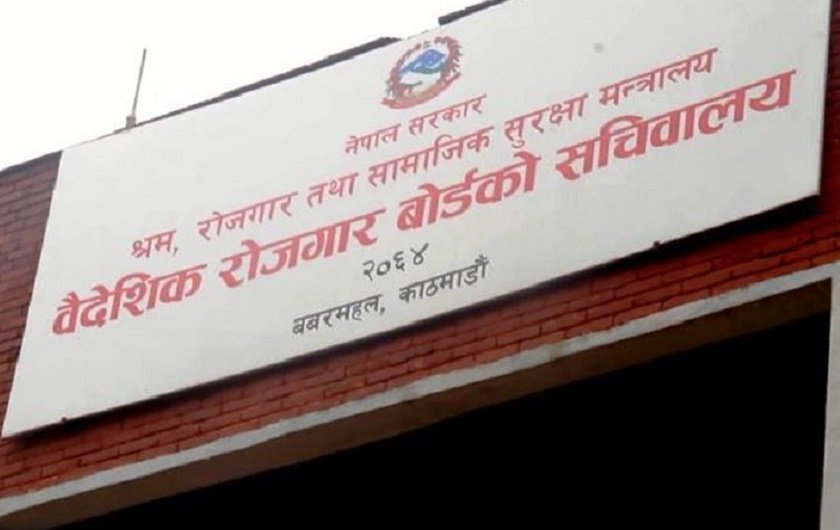 नेपाल सरकार
श्रम, रोजगार तथा सामाजिक सुरक्षा मन्त्रालय
वैदेशिक रोजगार बोर्डको सचिवालय
२०६४
बबरमहल, काठमाडौं